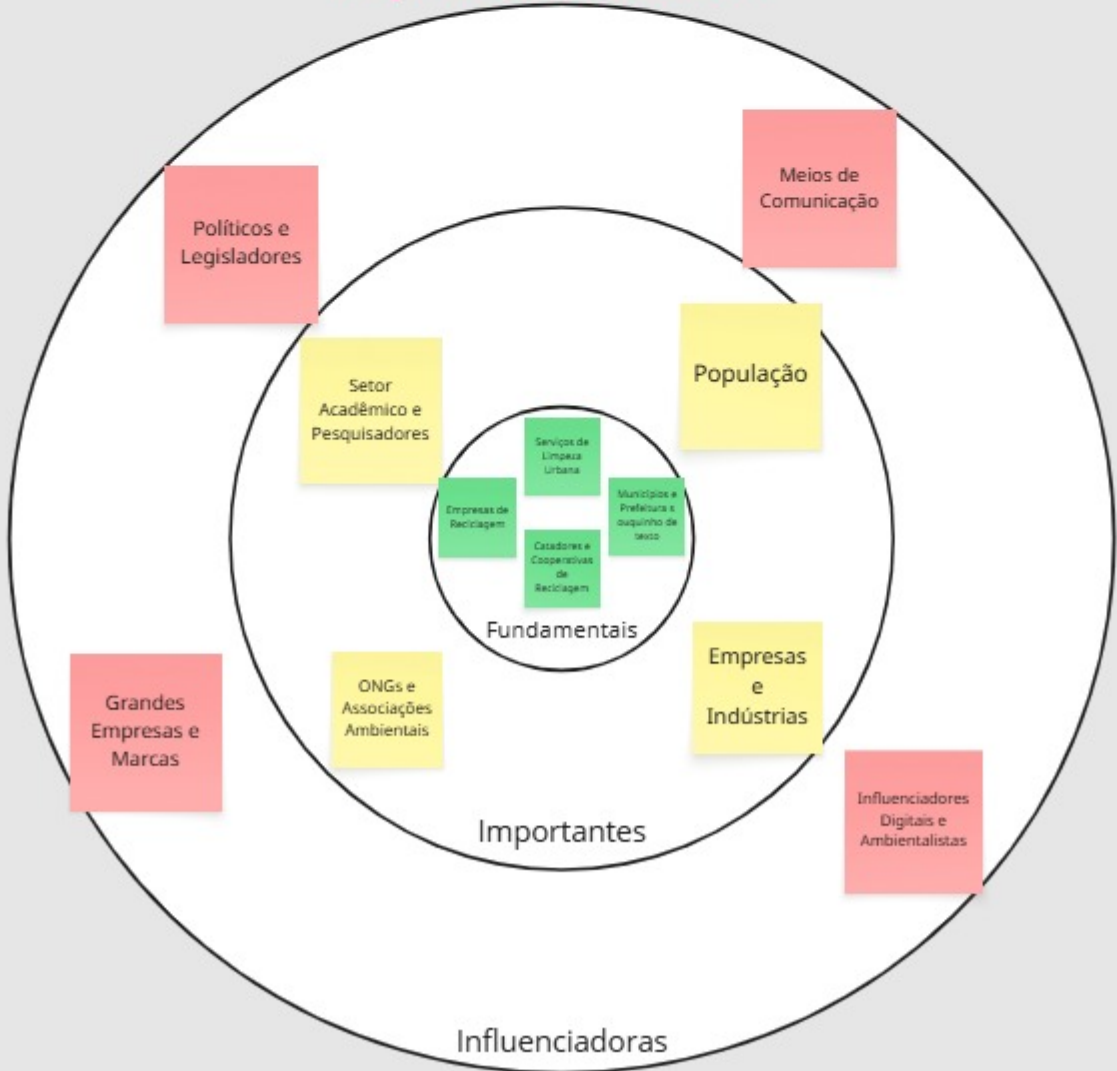 Meios de
Comunicação
Políticos e
Legisladores
Setor
Acadêmico e
Pesquisadores
População
Serviços de
Limpeza
Urbana
Empresas de
Reciclagem
Municípios e
Prefeitura s
ouquinho de
texto
Catadores e
Cooperativas
de
Reciclagem
Fundamentais
ONGs e
Associações
Ambientais
Empresas
e
Indústrias
Grandes
Empresas e
Marcas
Influenciadores
Digitais e
Ambientalistas
Importantes
Influenciadoras